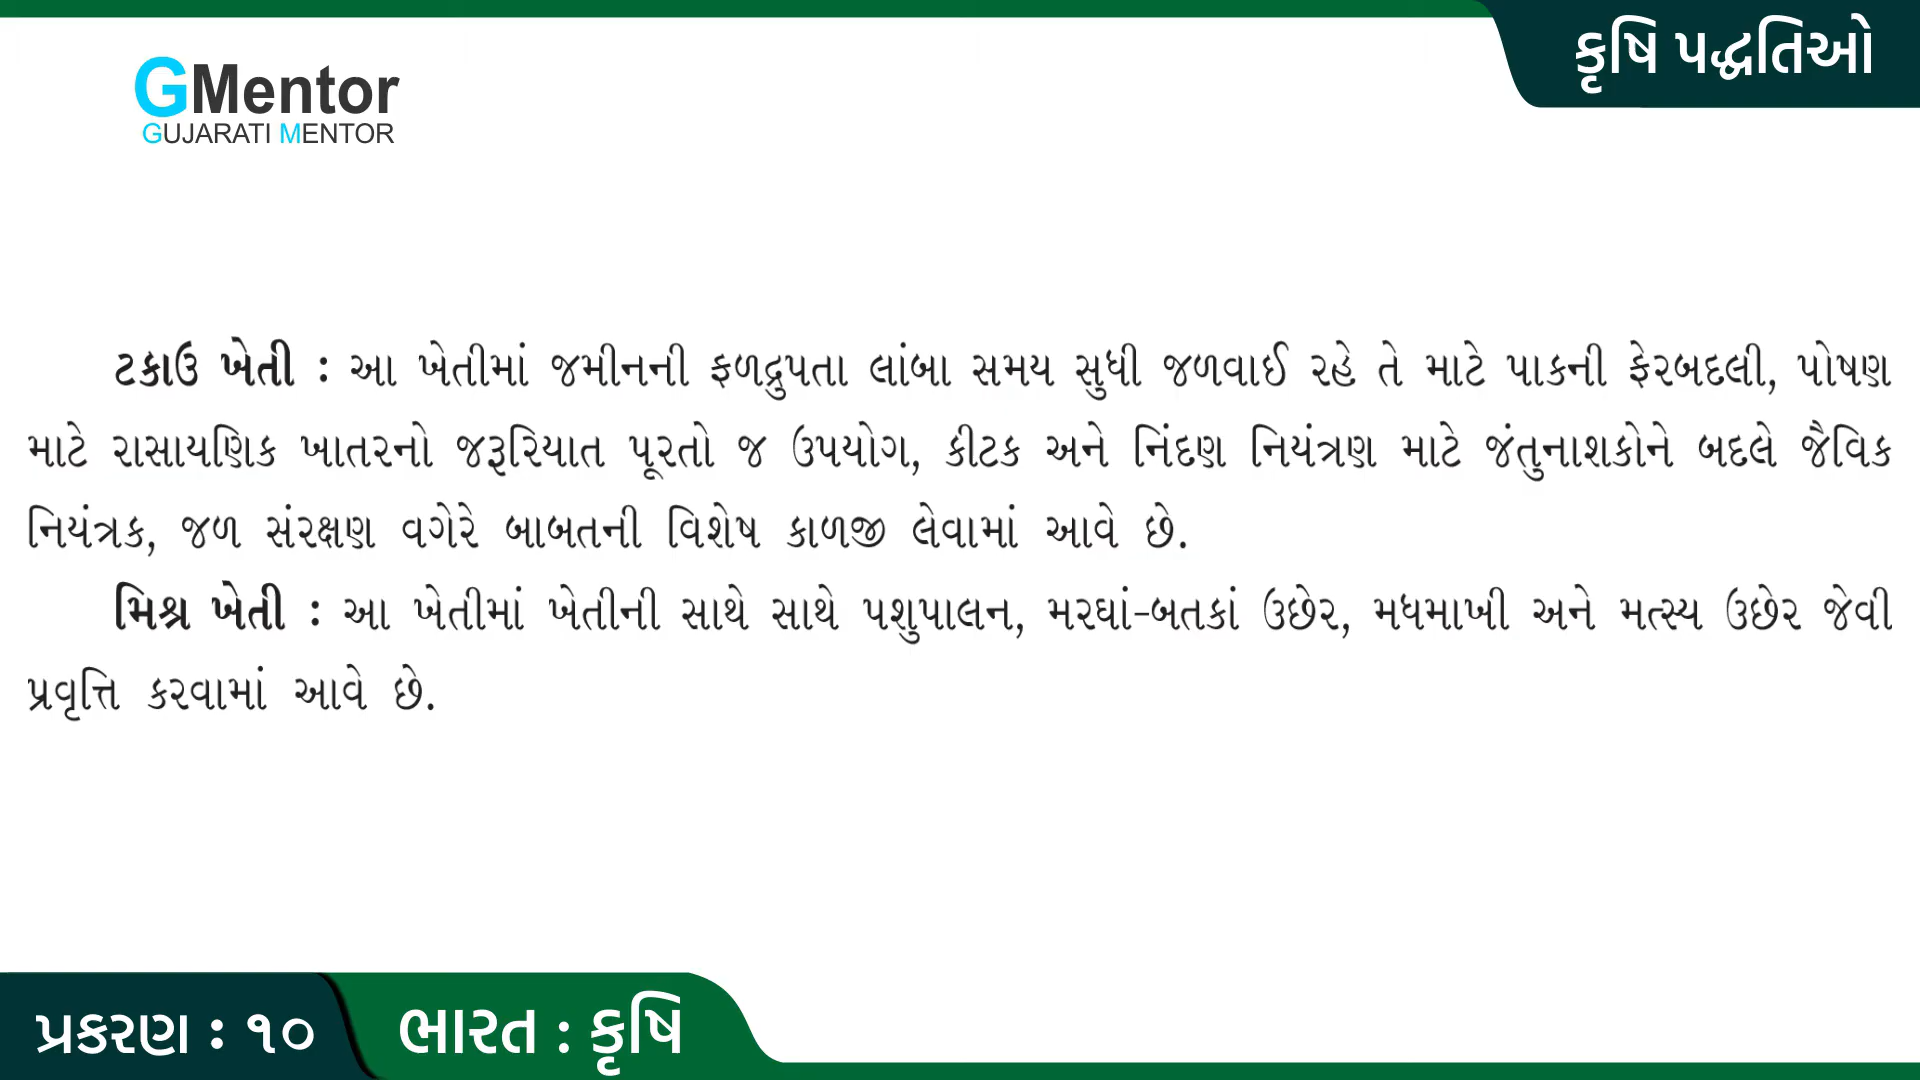 કૃષિ પદ્ધતિઓ
GMentor
GUJARATI MENTOR
ટકાઉ ખેતી : આ ખેતીમાં જમીનની ફળદ્રુપતા લાંબા સમય સુધી જળવાઈ રહે તે માટે પાકની ફેરબદલી, પોષણ
માટે રાસાયણિક ખાતરનો જરૂરિયાત પૂરતો જ ઉપયોગ, કીટક અને નિંદણ નિયંત્રણ માટે જંતુનાશકોને બદલે જૈવિક
નિયંત્રક, જળ સંરક્ષણ વગેરે બાબતની વિશેષ કાળજી લેવામાં આવે છે.
મિશ્ર ખેતી : આ ખેતીમાં ખેતીની સાથે સાથે પશુપાલન, મરઘાં-બતકાં ઉછેર, મધમાખી અને મત્સ્ય ઉછેર જેવી
પ્રવૃત્તિ કરવામાં આવે છે.
પ્રકરણ : ૧૦
ભારત : કૃષિ